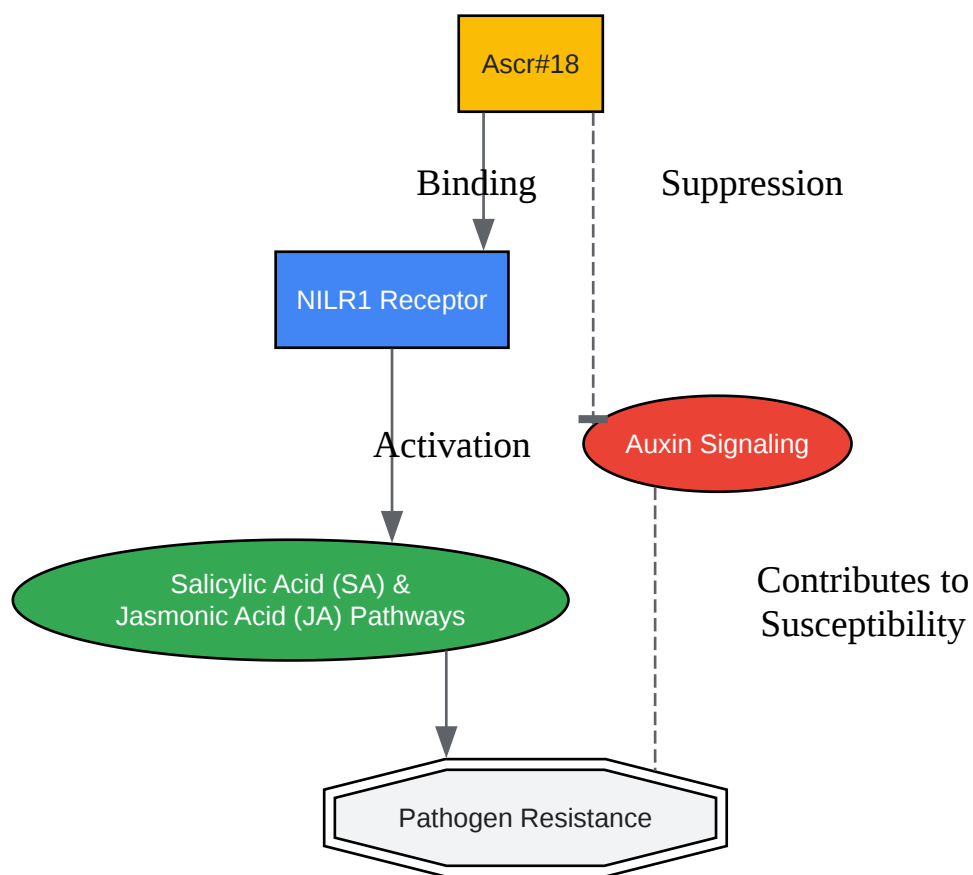 Ascr#18
Binding
Suppression
NILR1 Receptor
Activation
Auxin Signaling
Salicylic Acid (SA) &
Jasmonic Acid (JA) Pathways
Contributes to
Susceptibility
Pathogen Resistance